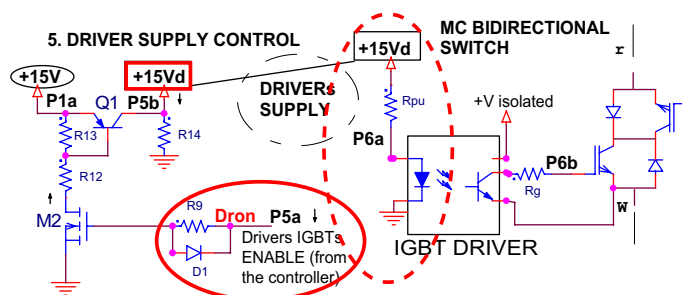 5. DRIVER SUPPLY CONTROL
MC BIDIRECTIONAL
SWITCH
+15V
+15Vd
+15Vd
P1a
Q1
P5b
DRIVERs
SUPPLY
Rpu
+V isolated
r
R13
R14
P6a
R12
P6b
Rg
M2
R9
Dron
P5a
W
D1
Drivers IGBTs
ENABLE (from
the controller)
IGBT DRIVER